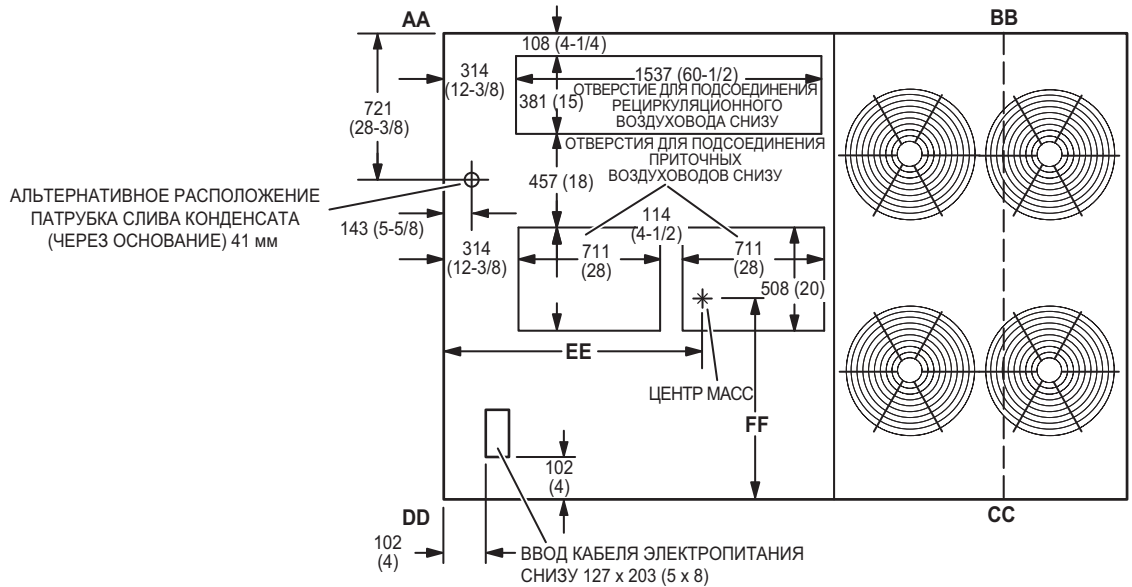 AA
BB
108 (4-1/4)
314
(12-3/8)
1537 (60-1/2)
721
(28-3/8)
381 (15)
ОТВЕРСТИЕ ДЛЯ ПОДСОЕДИНЕНИЯ
РЕЦИРКУЛЯЦИОННОГО
ВОЗДУХОВОДА СНИЗУ
ОТВЕРСТИЯ ДЛЯ ПОДСОЕДИНЕНИЯ
ПРИТОЧНЫХ
ВОЗДУХОВОДОВ СНИЗУ
457 (18)
АЛЬТЕРНАТИВНОЕ РАСПОЛОЖЕНИЕ
ПАТРУБКА СЛИВА КОНДЕНСАТА
(ЧЕРЕЗ ОСНОВАНИЕ) 41 мм
143 (5-5/8)
114
(4-1/2)
314
(12-3/8)
711
(28)
711
(28)
508 (20)
EE
ЦЕНТР МАСС
FF
102
(4)
DD
CC
102
(4)
ВВОД КАБЕЛЯ ЭЛЕКТРОПИТАНИЯ
СНИЗУ 127 x 203 (5 x 8)